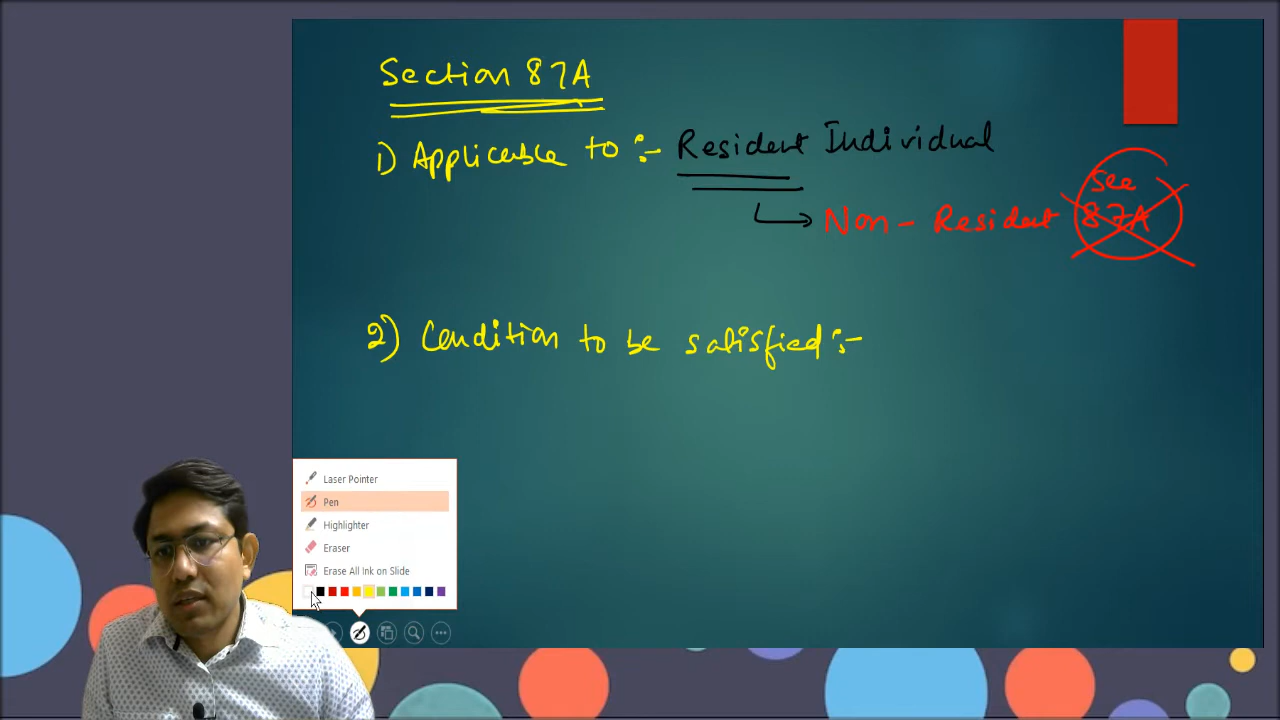 Section 87A
1) Applicable to :- Resident Individual
↳ Non - Resident
See
87A
2) Condition to be satisfied :-
Laser Pointer
Pen
Highlighter
Eraser
Erase All Ink on Slide